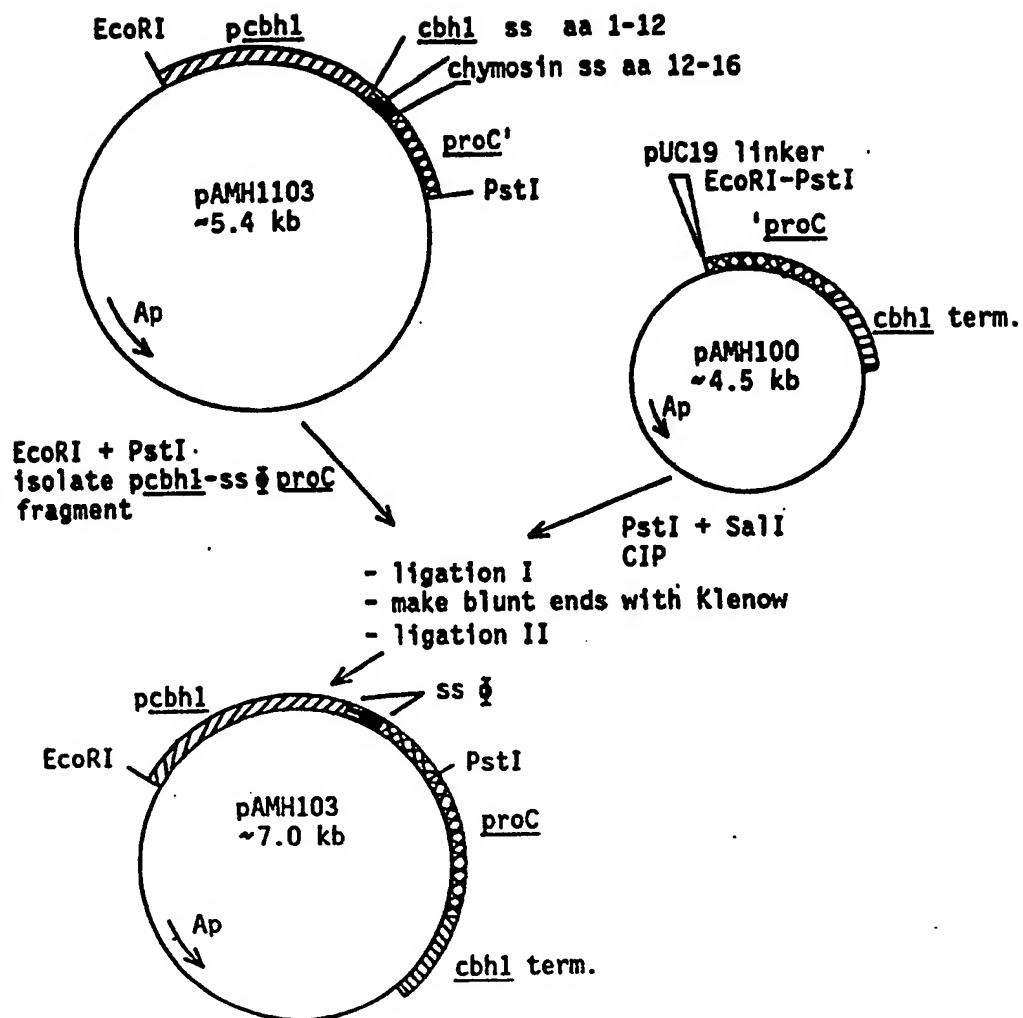 EcoRI
pcbh1
cbh1 ss aa 1-12
chymosin ss aa 12-16
proC'
PstI
pAMH1103
~5.4 kb
Ap
pUC19 linker
EcoRI-PstI
'proC
cbh1 term.
pAMH100
~4.5 kb
Ap
EcoRI + PstI
isolate pcbh1-ss ϕ proC
fragment
PstI + SalI
CIP
- ligation I
- make blunt ends with Klenow
- ligation II
pcbh1
ss ϕ
EcoRI
PstI
pAMH103
~7.0 kb
proC
Ap
cbh1 term.